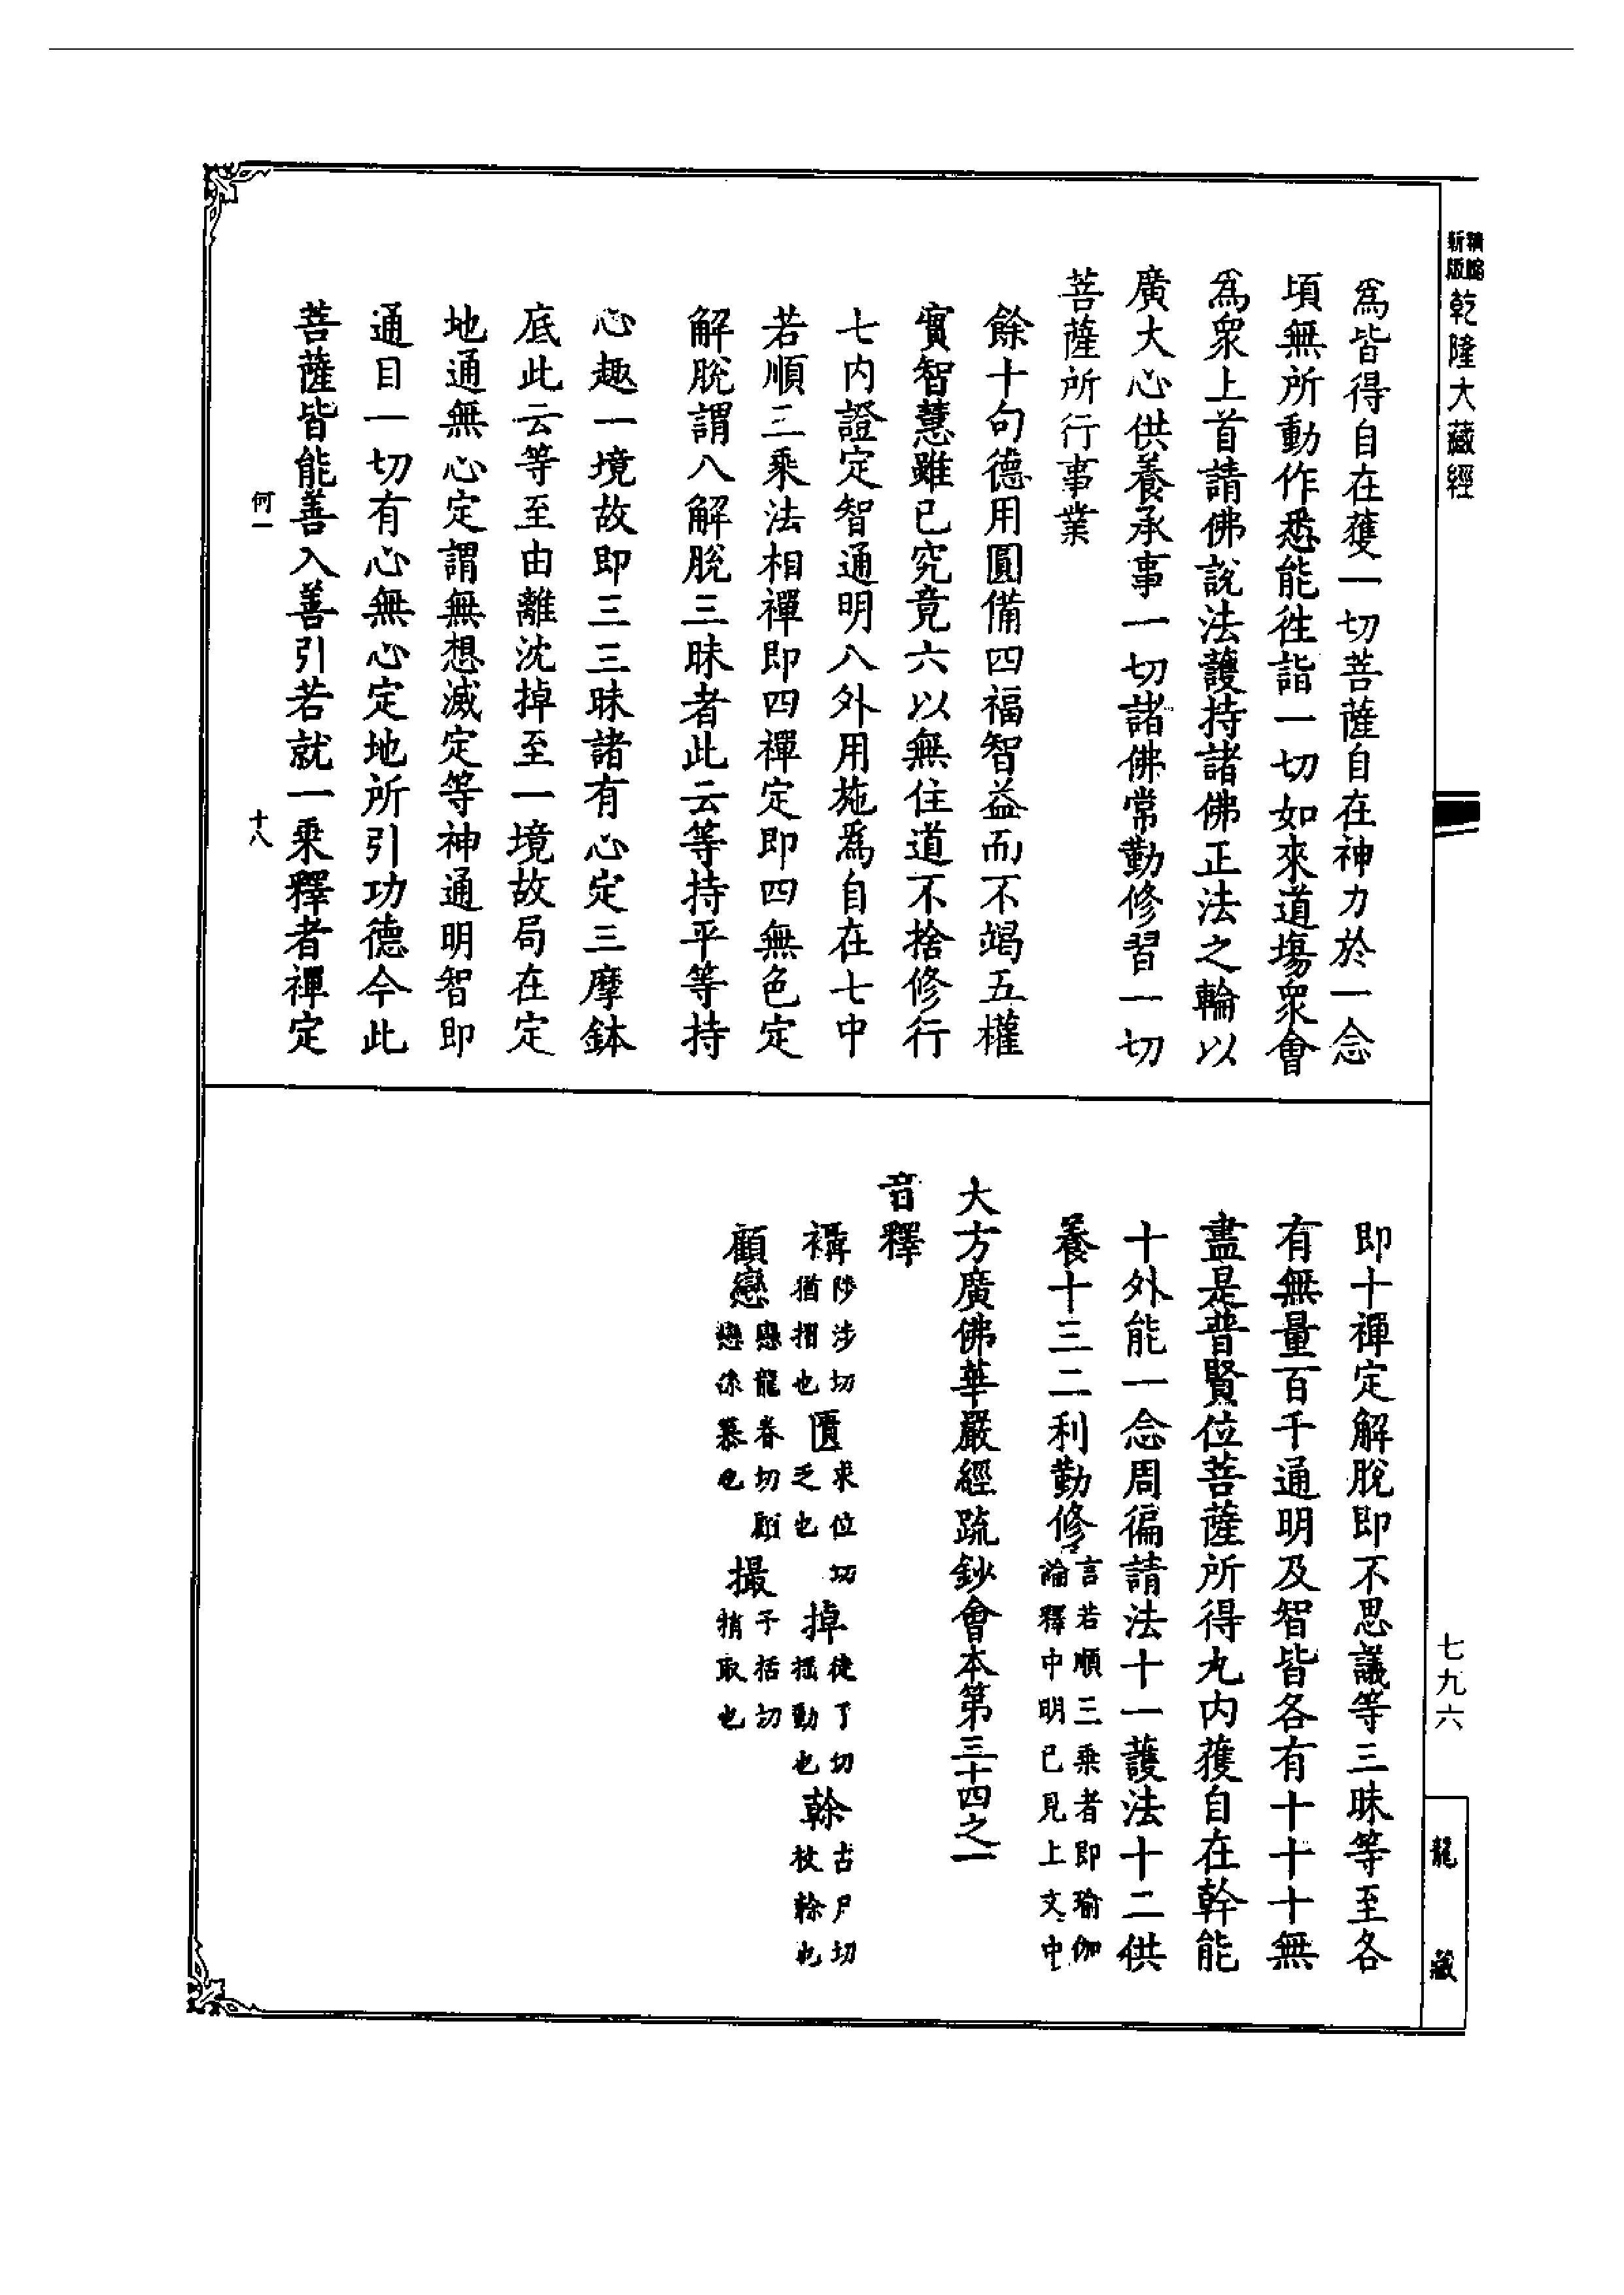 精縮
新版
乾隆大藏經
為皆得自在獲一切菩薩自在神力於一念
頃無所動作悉能徃詣一切如來道場衆會
為衆上首請佛說法護持諸佛正法之輪以
廣大心供養承事一切諸佛常勤修習一切
菩薩所行事業
餘十句德用圓備四福智益而不竭五權
實智慧雖已究竟六以無住道不捨修行
七内證定智通明八外用施為自在七中
若順三乘法相禪即四禪定即四無色定
解脫謂八解脫三昧者此云等持平等持
心趣一境故即三三昧諸有心定三摩鉢
底此云等至由離沈掉至一境故局在定
地通無心定謂無想滅定等神通明智即
通目一切有心無心定地所引功德今此
菩薩皆能善入善引若就一乘釋者禪定
何一
十八
即十禪定解脫即不思議等三昧等至各
有無量百千通明及智皆各有十十十無
盡是普賢位菩薩所得九内獲自在幹能
十外能一念周徧請法十一護法十二供
養十三二利勤修
言若順三乘者即瑜伽
論釋中明已見上文中
大方廣佛華嚴經疏鈔會本第三十四之一
音釋
陟涉切
猶摺也
匱
求位切
乏也
掉
徒了切
搖動也
榦
古
切
枝榦也
顧戀
戀龍眷切顧
戀係慕也
撮
子括切
稍取也
七九六
龍藏